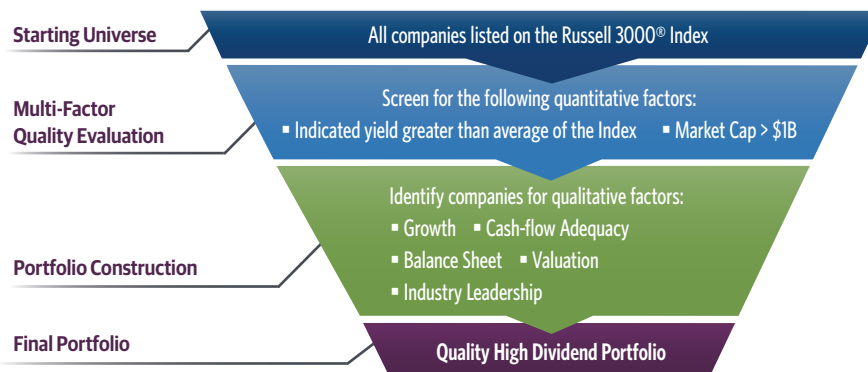 Starting Universe
All companies listed on the Russell 3000® Index
Multi-Factor
Quality Evaluation
Screen for the following quantitative factors:
▪ Indicated yield greater than average of the Index ▪ Market Cap > $1B
Portfolio Construction
Identify companies for qualitative factors:
▪ Growth ▪ Cash-flow Adequacy
▪ Balance Sheet ▪ Valuation
▪ Industry Leadership
Final Portfolio
Quality High Dividend Portfolio